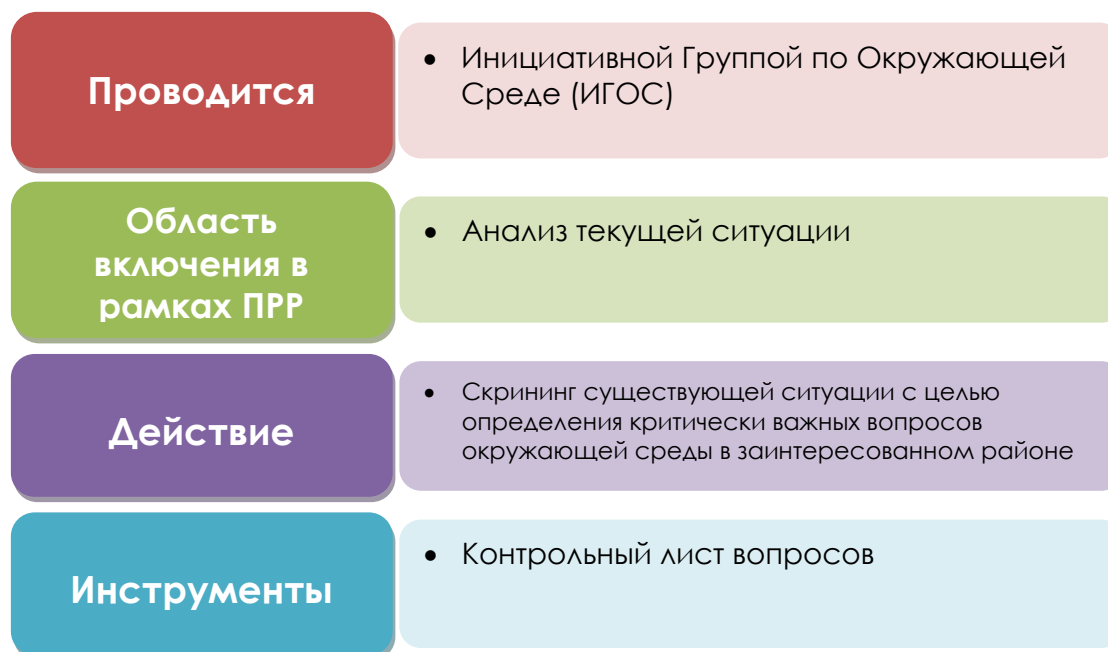 Проводится
• Инициативной Группой по Окружающей
Среде (ИГОС)
Область
включения в
рамках ПРР
• Анализ текущей ситуации
Действие
• Скрининг существующей ситуации с целью
определения критически важных вопросов
окружающей среды в заинтересованном районе
Инструменты
• Контрольный лист вопросов